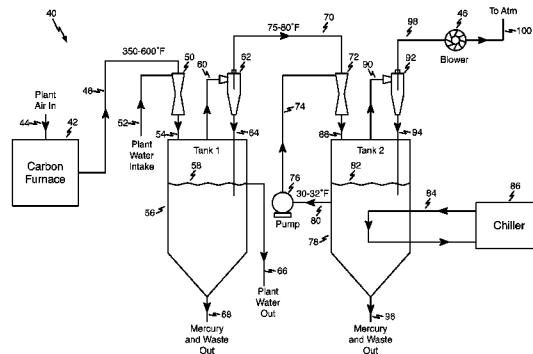 40
75-80°F
70
98
46
To Atm
100
Blower
350-600°F
50
60
62
72
90
92
48
Plant
Air In
44
42
52
74
Plant
Water
Intake
54
64
88
94
Carbon
Furnace
Tank 1
58
Tank 2
82
76
30-32°F
84
86
Pump
80
Chiller
56
78
66
Plant
Water
Out
68
96
Mercury
and Waste
Out
Mercury
and Waste
Out